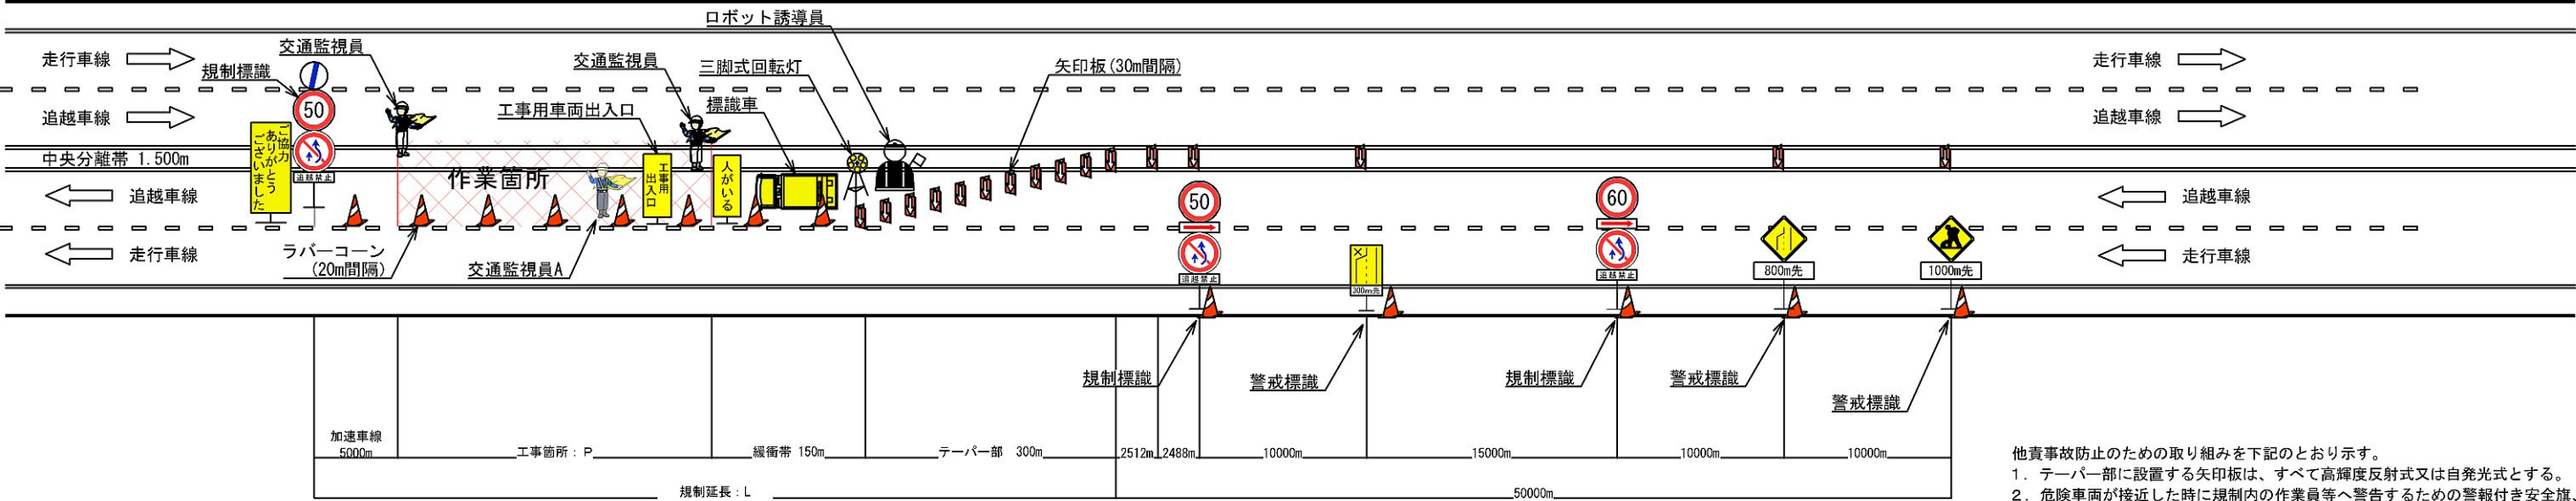 ロボット誘導員
走行車線
交通監視員
規制標識
交通監視員
三脚式回転灯
矢印板(30m間隔)
走行車線
追越車線
50
工事用車両出入口
標識車
追越車線
中央分離帯 1.500m
ご協力
ありがとう
ございました
追越禁止
作業箇所
工事用
出入口
人がいる
追越車線
50
追越禁止
60
追越禁止
追越車線
走行車線
ラバーコーン
(20m間隔)
交通監視員A
300m先
800m先
1000m先
走行車線
規制標識
警戒標識
規制標識
警戒標識
警戒標識
加速車線
5000m
工事箇所：P
緩衝帯 150m
テーパー部 300m
2512m
2488m
10000m
15000m
10000m
10000m
規制延長：L
50000m
他責事故防止のための取り組みを下記のとおり示す。
1．テーパー部に設置する矢印板は、すべて高輝度反射式又は自発光式とする。
2．危険車両が接近した時に規制内の作業員等へ警告するための警報付き安全施